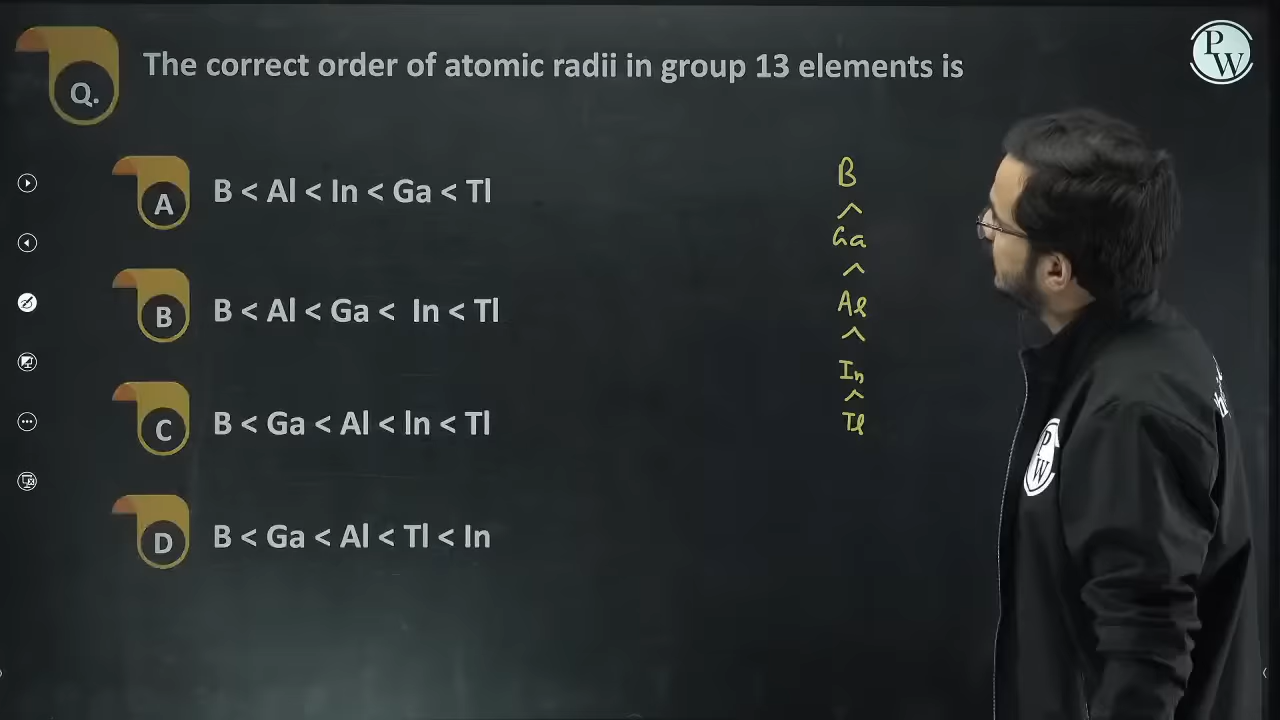 Q. The correct order of atomic radii in group 13 elements is
PW
A B < Al < In < Ga < Tl
B B < Al < Ga < In < Tl
C B < Ga < Al < In < Tl
D B < Ga < Al < Tl < In
B
^
Ga
^
Al
^
In
^
Tl
PW